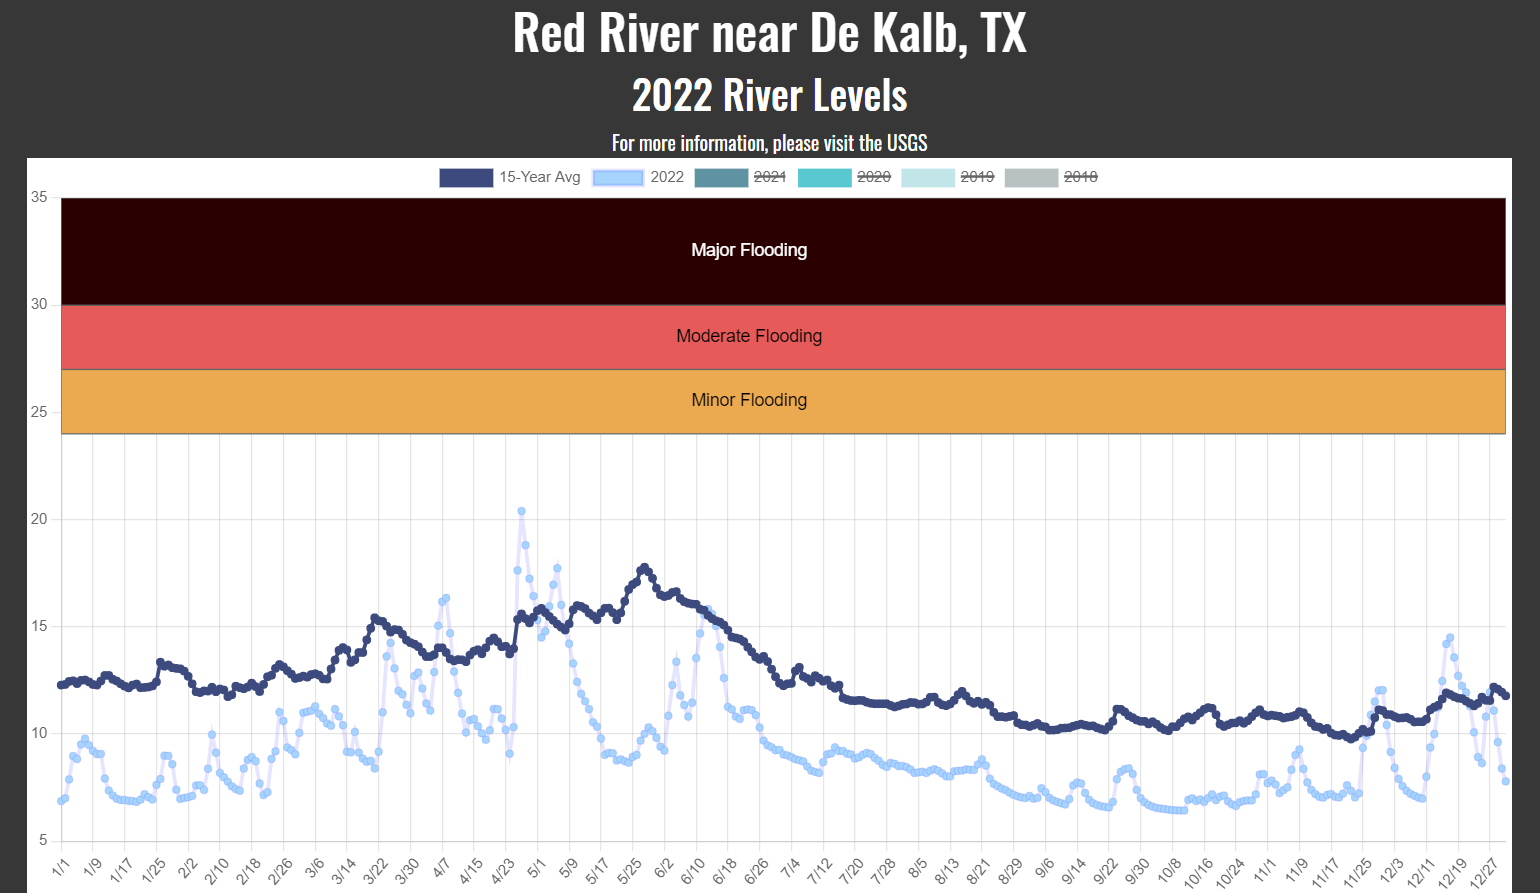 Red River near De Kalb, TX
2022 River Levels
For more information, please visit the USGS
15-Year Avg 2022 2021 2020 2019 2018
35
Major Flooding
30
Moderate Flooding
Minor Flooding
25
20
15
10
5
1/1 1/9 1/17 1/25 2/2 2/10 2/18 2/26 3/6 3/14 3/22 3/30 4/7 4/15 4/23 5/1 5/9 5/17 5/25 6/2 6/10 6/18 6/26 7/4 7/12 7/20 7/28 8/5 8/13 8/21 8/29 9/6 9/14 9/22 9/30 10/8 10/16 10/24 11/1 11/9 11/17 11/25 12/3 12/11 12/19 12/27